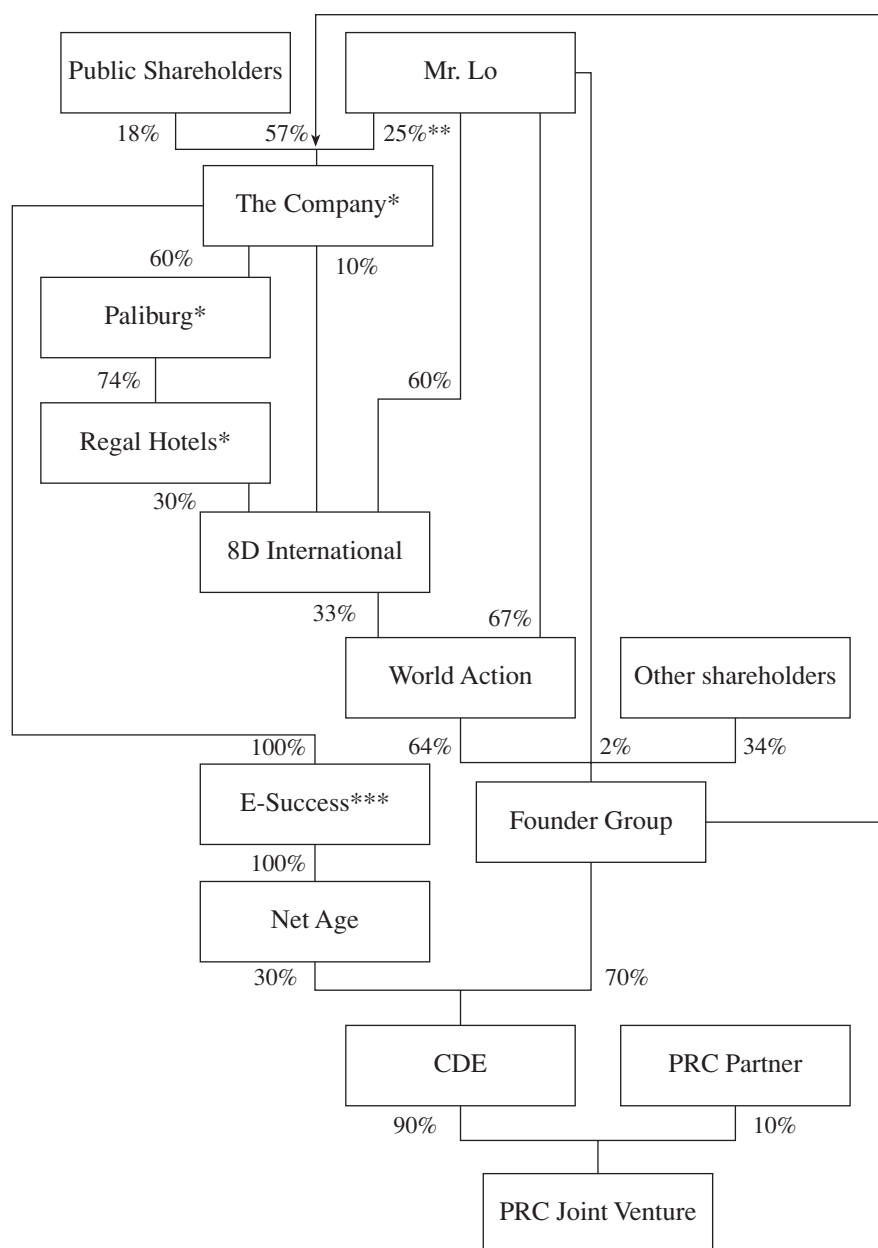 Public Shareholders
Mr. Lo
18%
57%
25%**
The Company*
60%
10%
Paliburg*
74%
60%
Regal Hotels*
30%
8D International
33%
67%
World Action
Other shareholders
100%
64%
2%
34%
E-Success***
Founder Group
100%
Net Age
30%
70%
CDE
PRC Partner
90%
10%
PRC Joint Venture